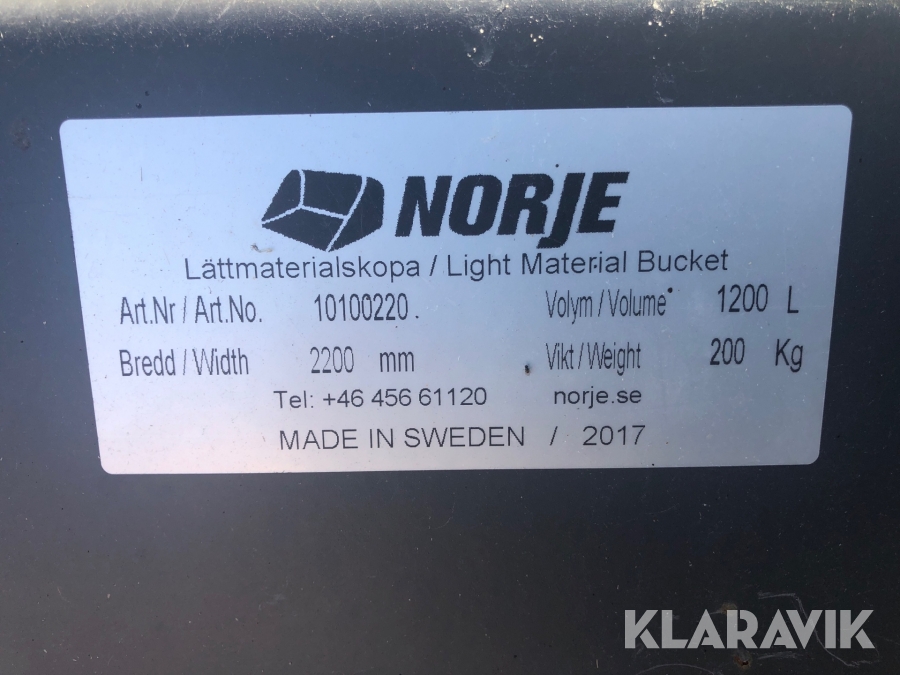 NORJE
Lättmaterialskopa / Light Material Bucket
Art.Nr / Art.No. 10100220. Volym / Volume 1200 L
Bredd / Width 2200 mm Vikt / Weight 200 Kg
Tel: +46 456 61120 norje.se
MADE IN SWEDEN / 2017
KLARAVIK